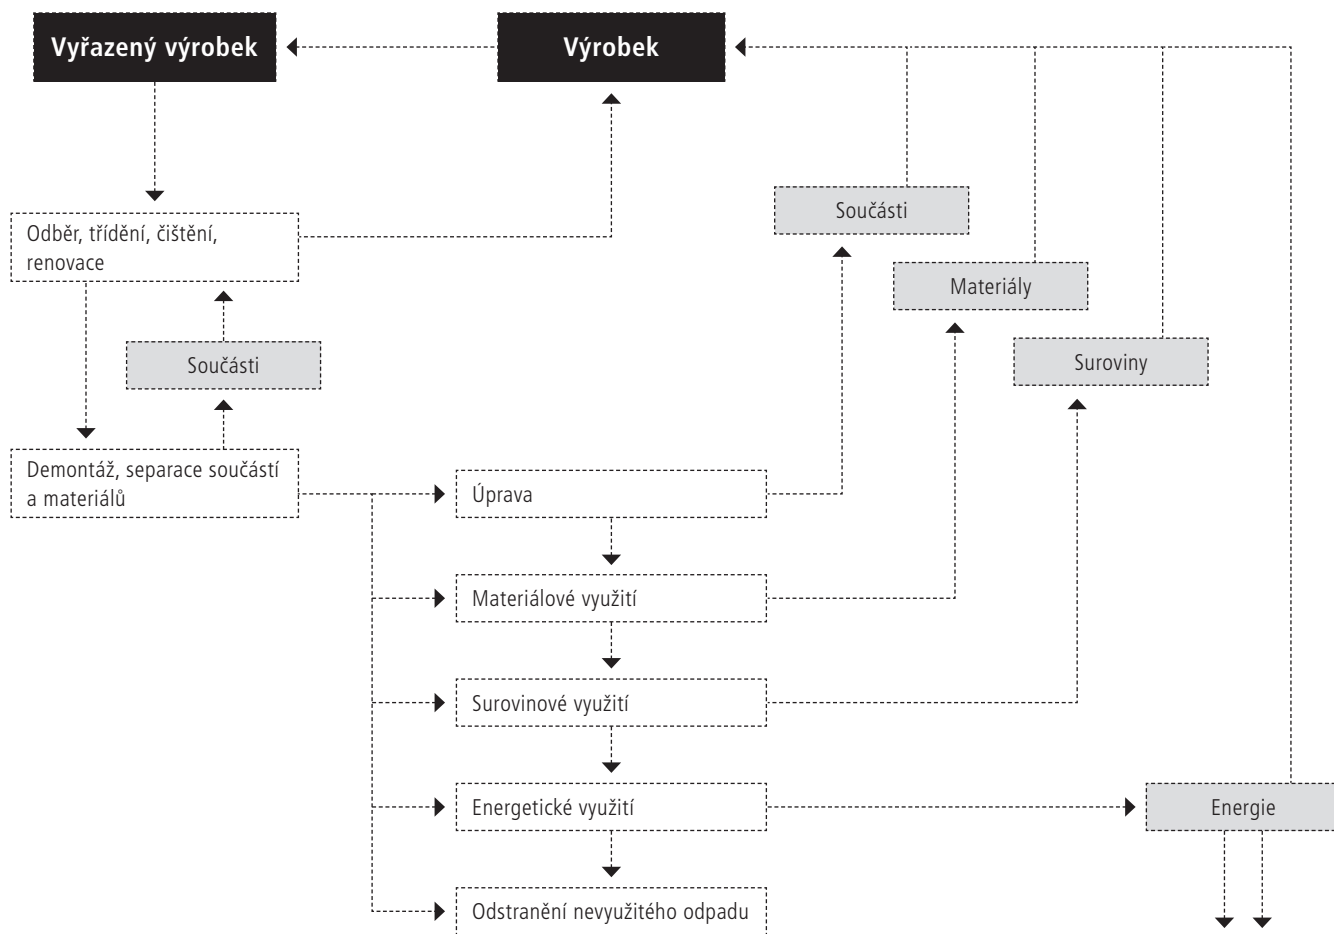 Vyřazený výrobek
Výrobek
Součásti
Odběr, třídění, čištění,
renovace
Materiály
Součásti
Suroviny
Demontáž, separace součástí
a materiálů
Úprava
Materiálové využití
Surovinové využití
Energetické využití
Energie
Odstranění nevyužitého odpadu